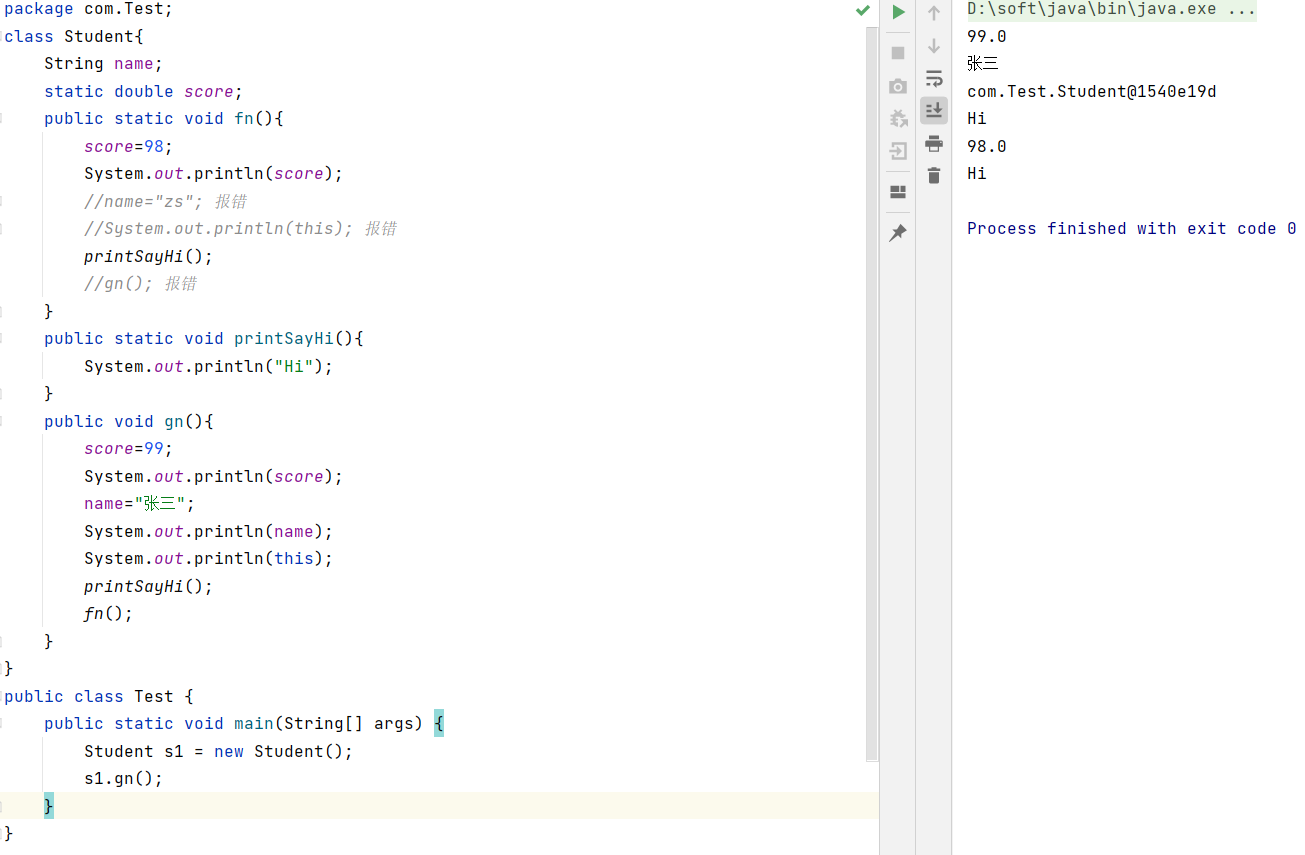 package com.Test;
class Student{
    String name;
    static double score;
    public static void fn(){
        score=98;
        System.out.println(score);
        //name="zs"; 报错
        //System.out.println(this); 报错
        printSayHi();
        //gn(); 报错
    }
    public static void printSayHi(){
        System.out.println("Hi");
    }
    public void gn(){
        score=99;
        System.out.println(score);
        name="张三";
        System.out.println(name);
        System.out.println(this);
        printSayHi();
        fn();
    }
}
public class Test {
    public static void main(String[] args) {
        Student s1 = new Student();
        s1.gn();
    }
}
D:\soft\java\bin\java.exe ...
99.0
张三
com.Test.Student@1540e19d
Hi
98.0
Hi
Process finished with exit code 0